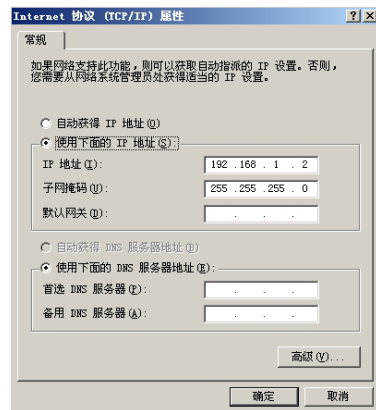 Internet 协议 (TCP/IP) 属性
常规
如果网络支持此功能，则可以获取自动指派的 IP 设置。否则，
您需要从网络系统管理员处获得适当的 IP 设置。
自动获得 IP 地址(O)
使用下面的 IP 地址(S):
IP 地址(I): 192 .168 . 1 . 2
子网掩码(U): 255 .255 .255 . 0
默认网关(D): . . .
自动获得 DNS 服务器地址(B)
使用下面的 DNS 服务器地址(E):
首选 DNS 服务器(P): . . .
备用 DNS 服务器(A): . . .
高级(V)...
确定 取消